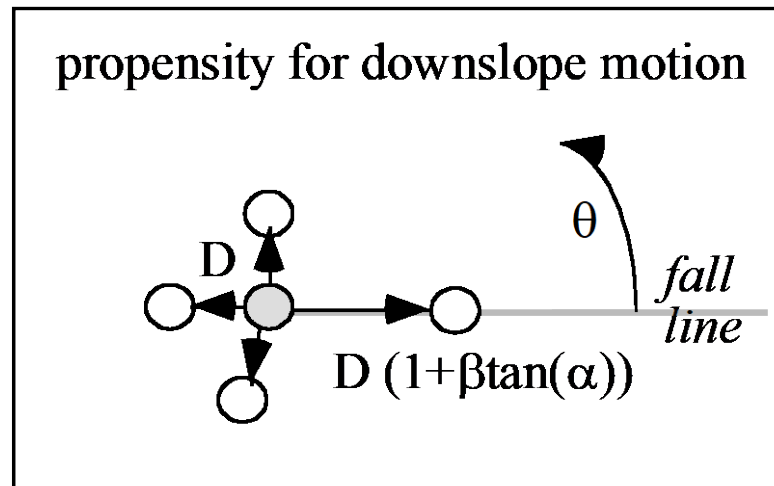 propensity for downslope motion
θ
D
fall
line
D (1+βtan(α))